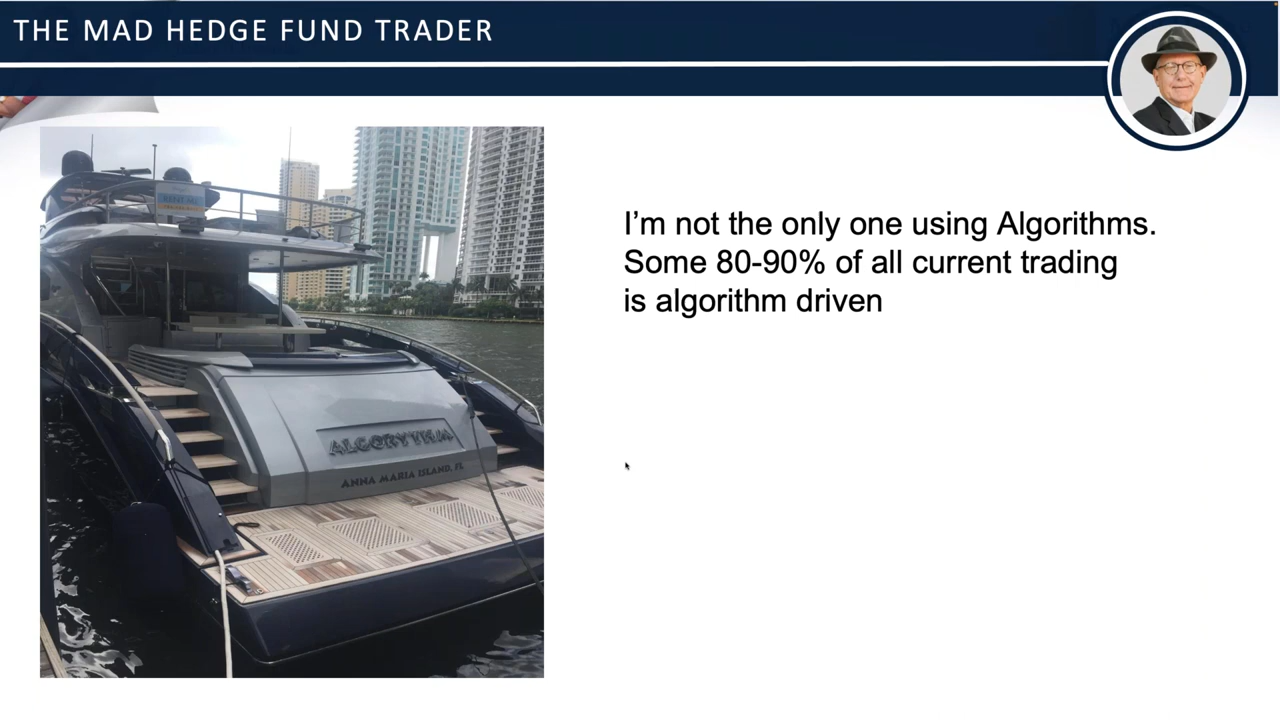 THE MAD HEDGE FUND TRADER
I’m not the only one using Algorithms.
Some 80-90% of all current trading
is algorithm driven
ALGORYTHM
ANNA MARIA ISLAND, FL